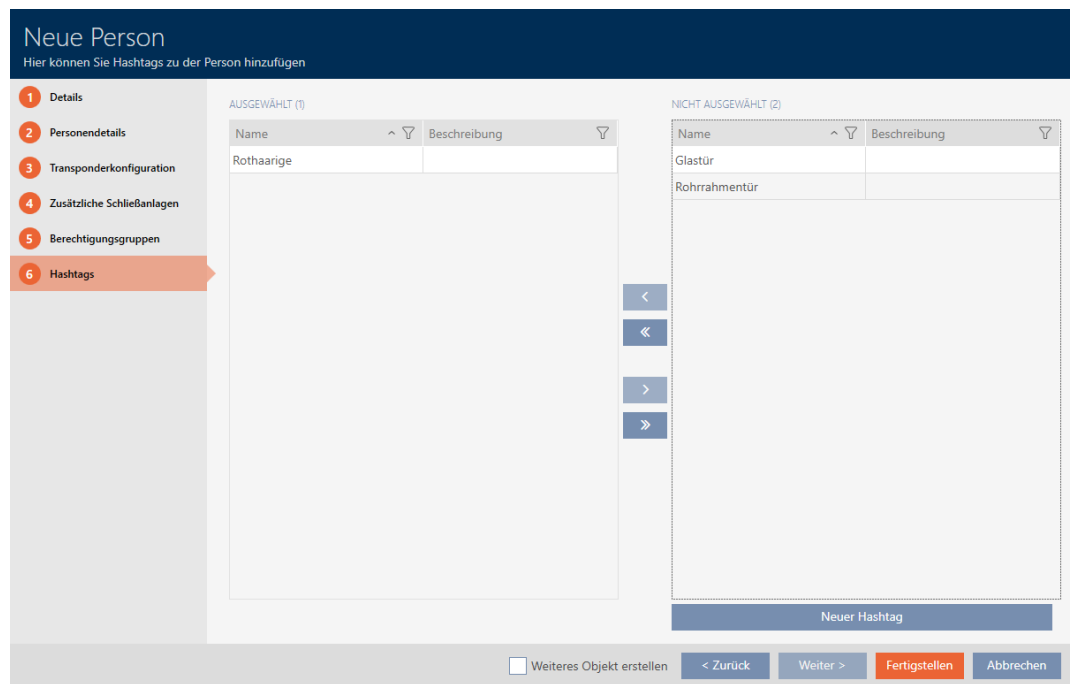 Neue Person
Hier können Sie Hashtags zu der Person hinzufügen
1 Details
2 Personendetails
3 Transponderkonfiguration
4 Zusätzliche Schließanlagen
5 Berechtigungsgruppen
6 Hashtags
AUSGEWÄHLT (1)
Name Beschreibung
Rothaarige
NICHT AUSGEWÄHLT (2)
Name Beschreibung
Glastür
Rohrrahmentür
<
«
>
»
Neuer Hashtag
Weiteres Objekt erstellen < Zurück Weiter > Fertigstellen Abbrechen